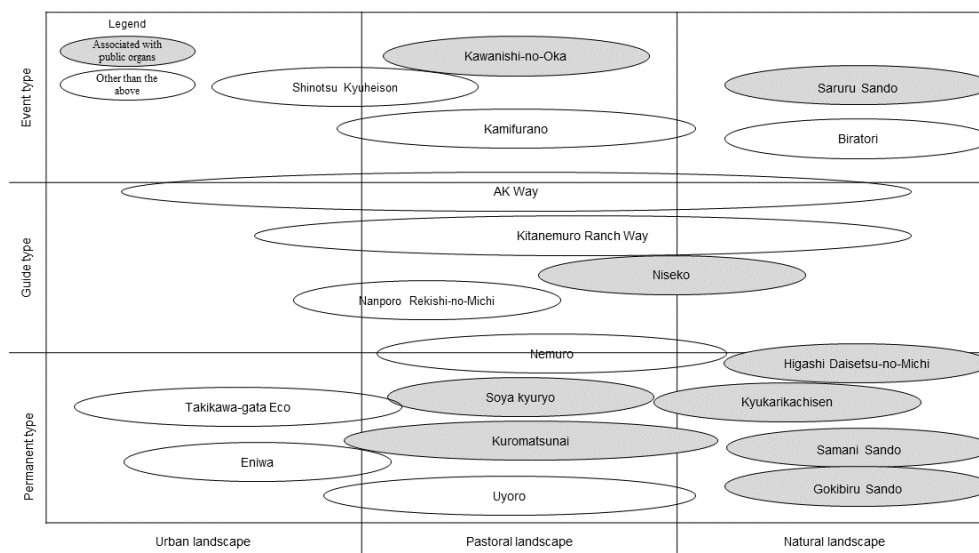 Legend
Associated with
public organs
Other than the
above
Event type
Kawanishi-no-Oka
Shinotsu Kyuheison
Saruru Sando
Kamifurano
Biratori
Guide type
AK Way
Kitanemuro Ranch Way
Niseko
Nanporo Rekishi-no-Michi
Nemuro
Higashi Daisetsu-no-Michi
Permanent type
Takikawa-gata Eco
Soya kyuryo
Kyukarikachisen
Kuromatsunai
Samani Sando
Eniwa
Gokibiru Sando
Uyoro
Urban landscape
Pastoral landscape
Natural landscape